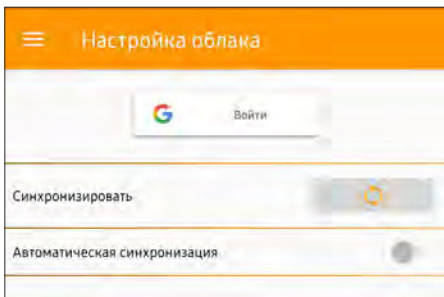 Настройка облака
Войти
Синхронизировать
Автоматическая синхронизация